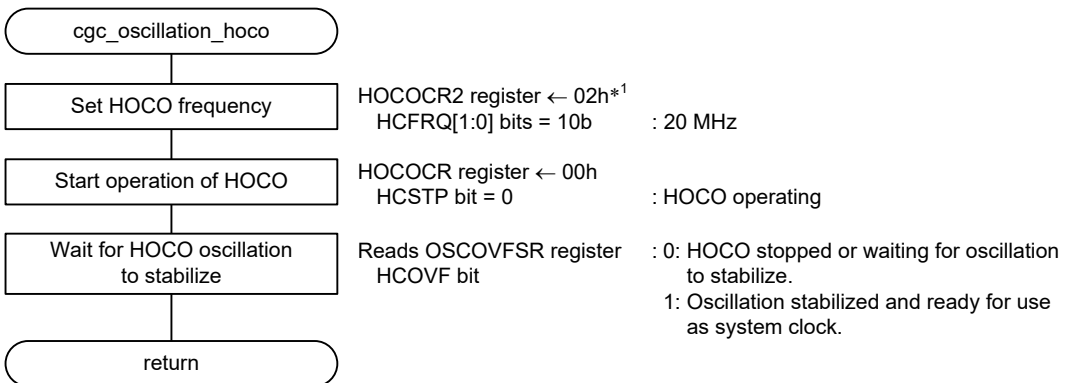 cgc_oscillation_hoco
Set HOCO frequency
HOCOCR2 register ← 02h*1
HCFRQ[1:0] bits = 10b : 20 MHz
Start operation of HOCO
HOCOCR register ← 00h
HCSTP bit = 0 : HOCO operating
Wait for HOCO oscillation
to stabilize
Reads OSCOVFSR register : 0: HOCO stopped or waiting for oscillation
HCOVF bit to stabilize.
1: Oscillation stabilized and ready for use
as system clock.
return